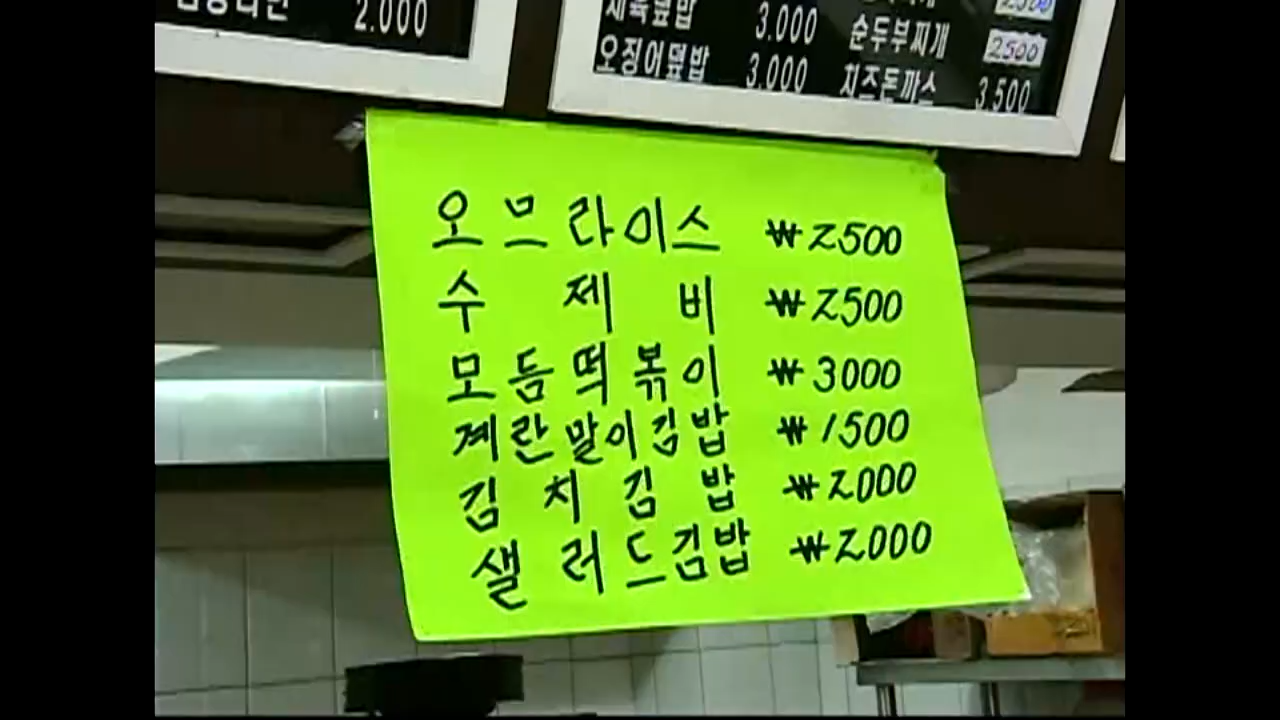 2.000
제육덮밥 3.000
오징어덮밥 3.000
순두부찌개 2500
치즈돈까스 3,500
오므라이스 ₩2500
수제비 ₩2500
모듬떡볶이 ₩3000
계란말이김밥 ₩1500
김치김밥 ₩2000
샐러드김밥 ₩2000